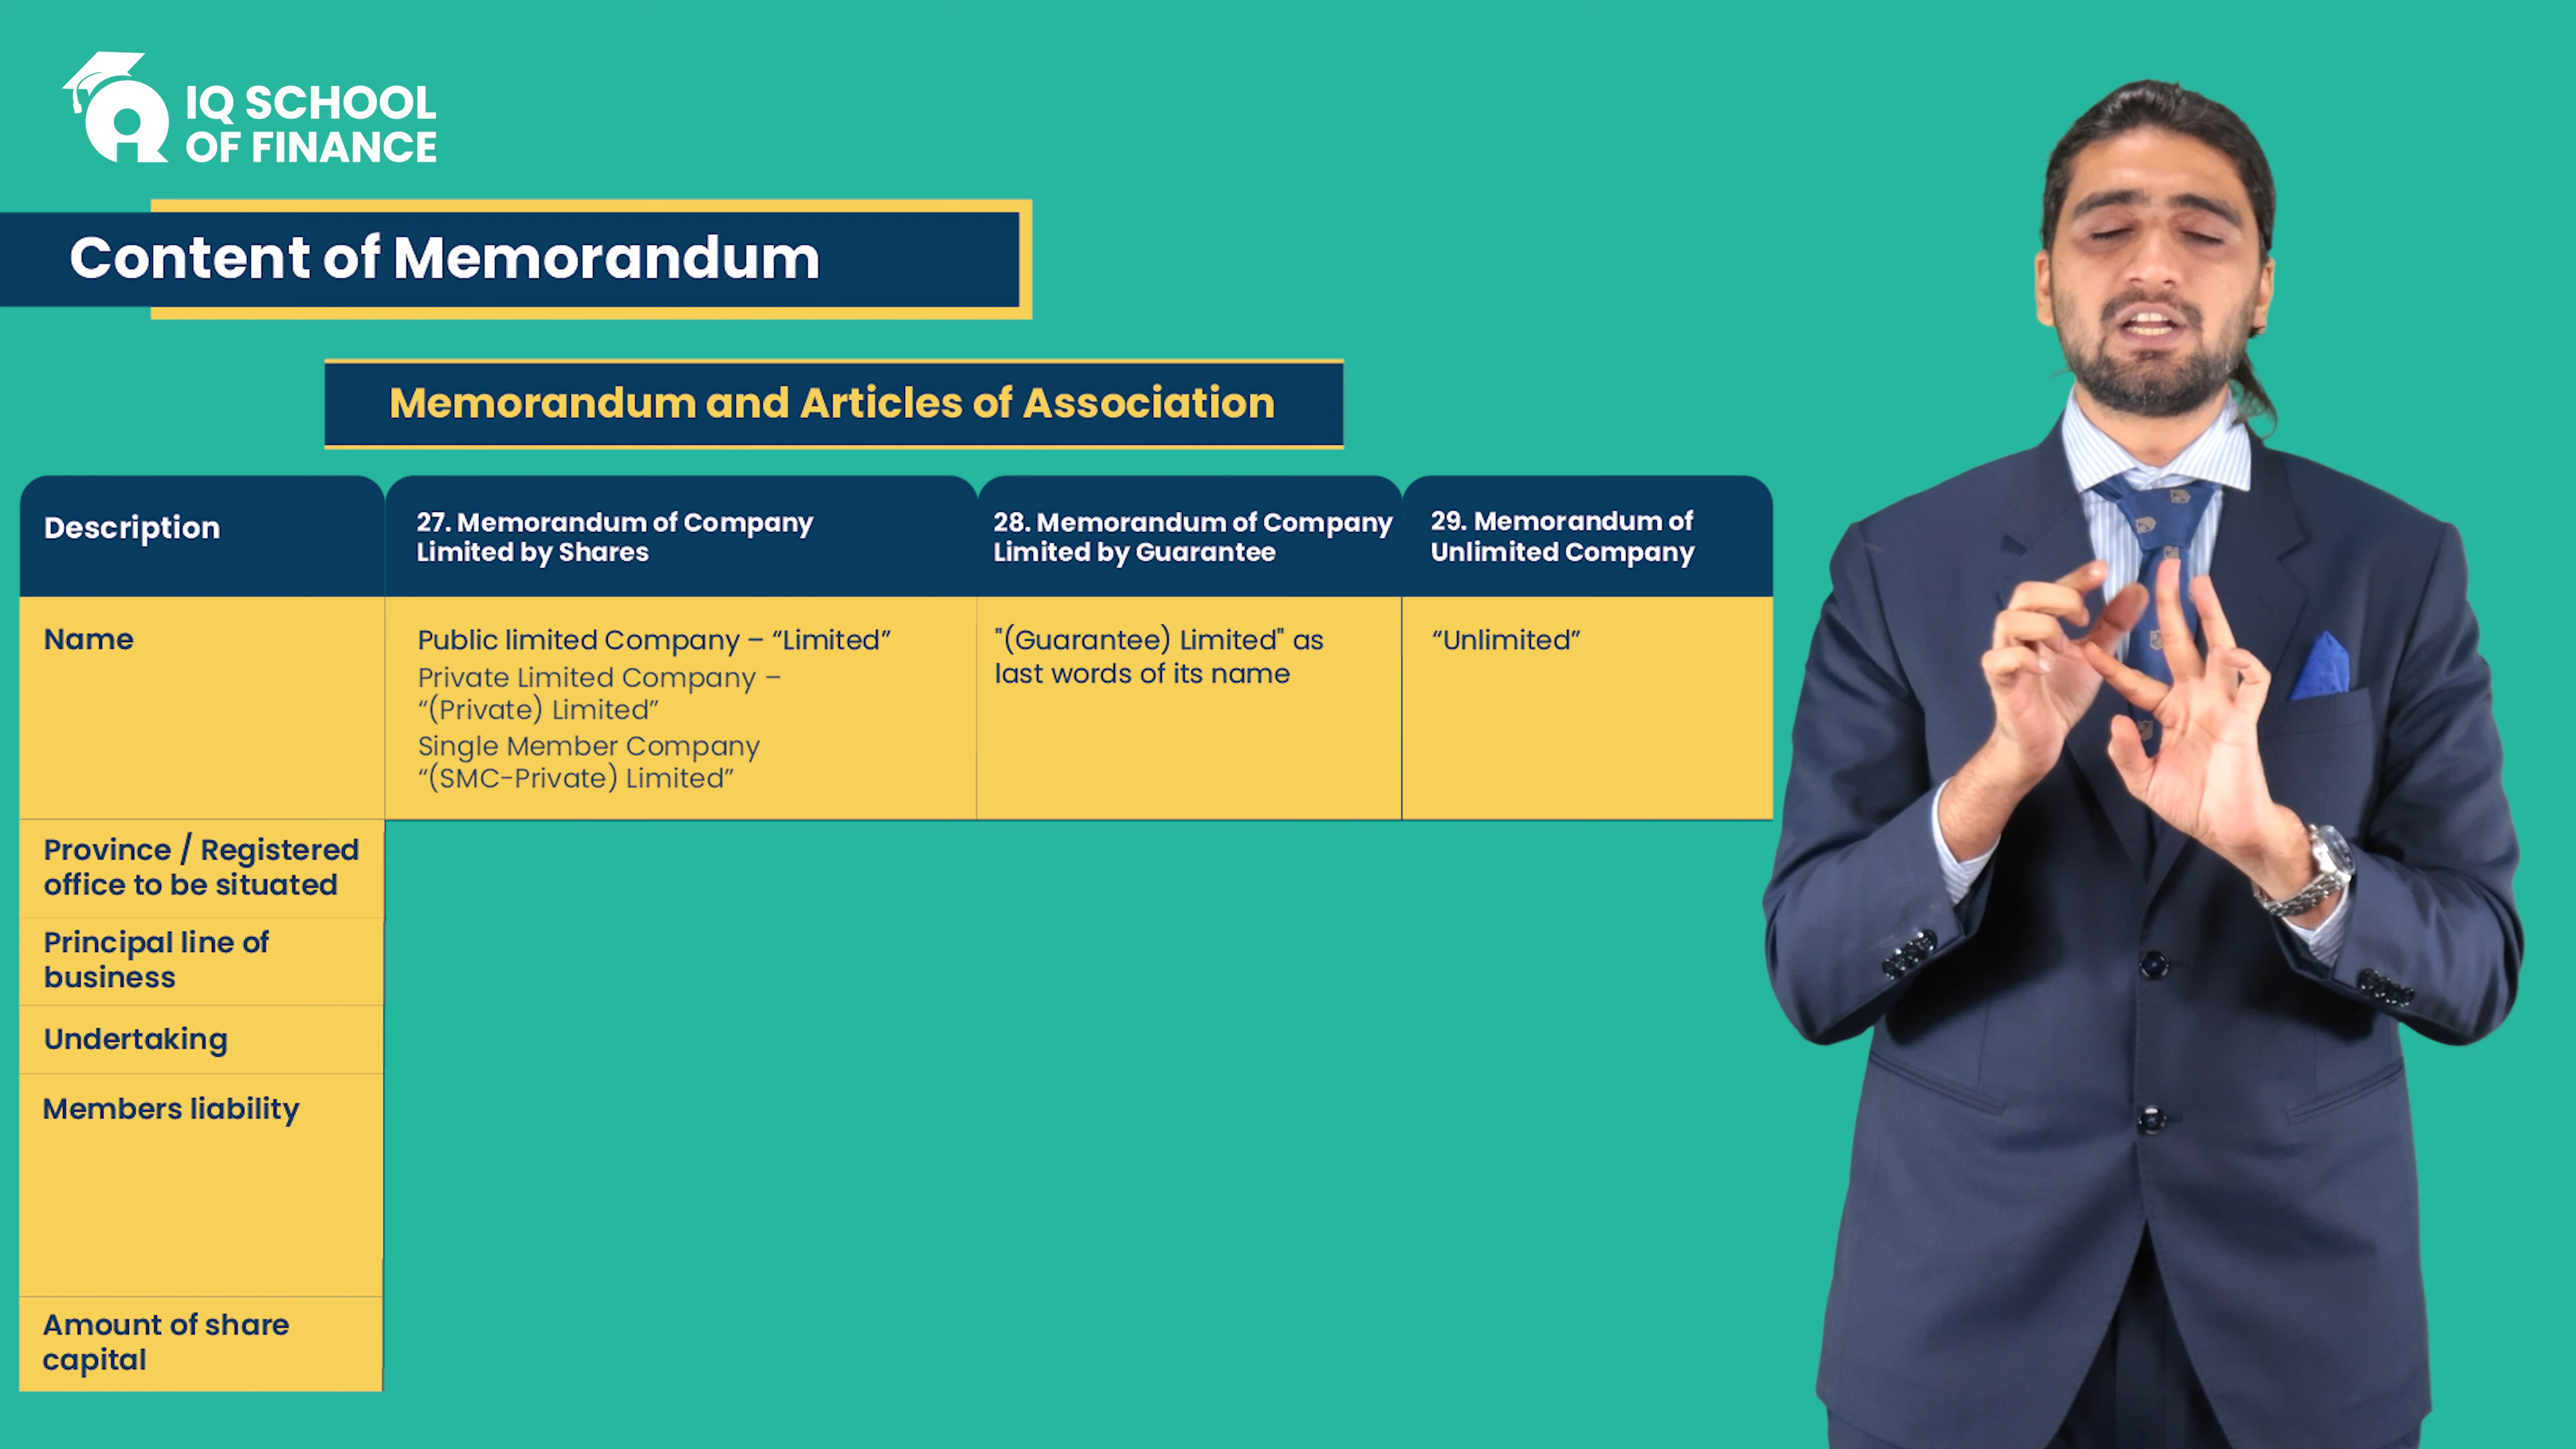 IQ SCHOOL
OF FINANCE
Content of Memorandum
Memorandum and Articles of Association
Description
27. Memorandum of Company
Limited by Shares
28. Memorandum of Company
Limited by Guarantee
29. Memorandum of
Unlimited Company
Name
Public limited Company – “Limited”
Private Limited Company –
“(Private) Limited”
Single Member Company
“(SMC-Private) Limited”
"(Guarantee) Limited" as
last words of its name
“Unlimited”
Province / Registered
office to be situated
Principal line of
business
Undertaking
Members liability
Amount of share
capital